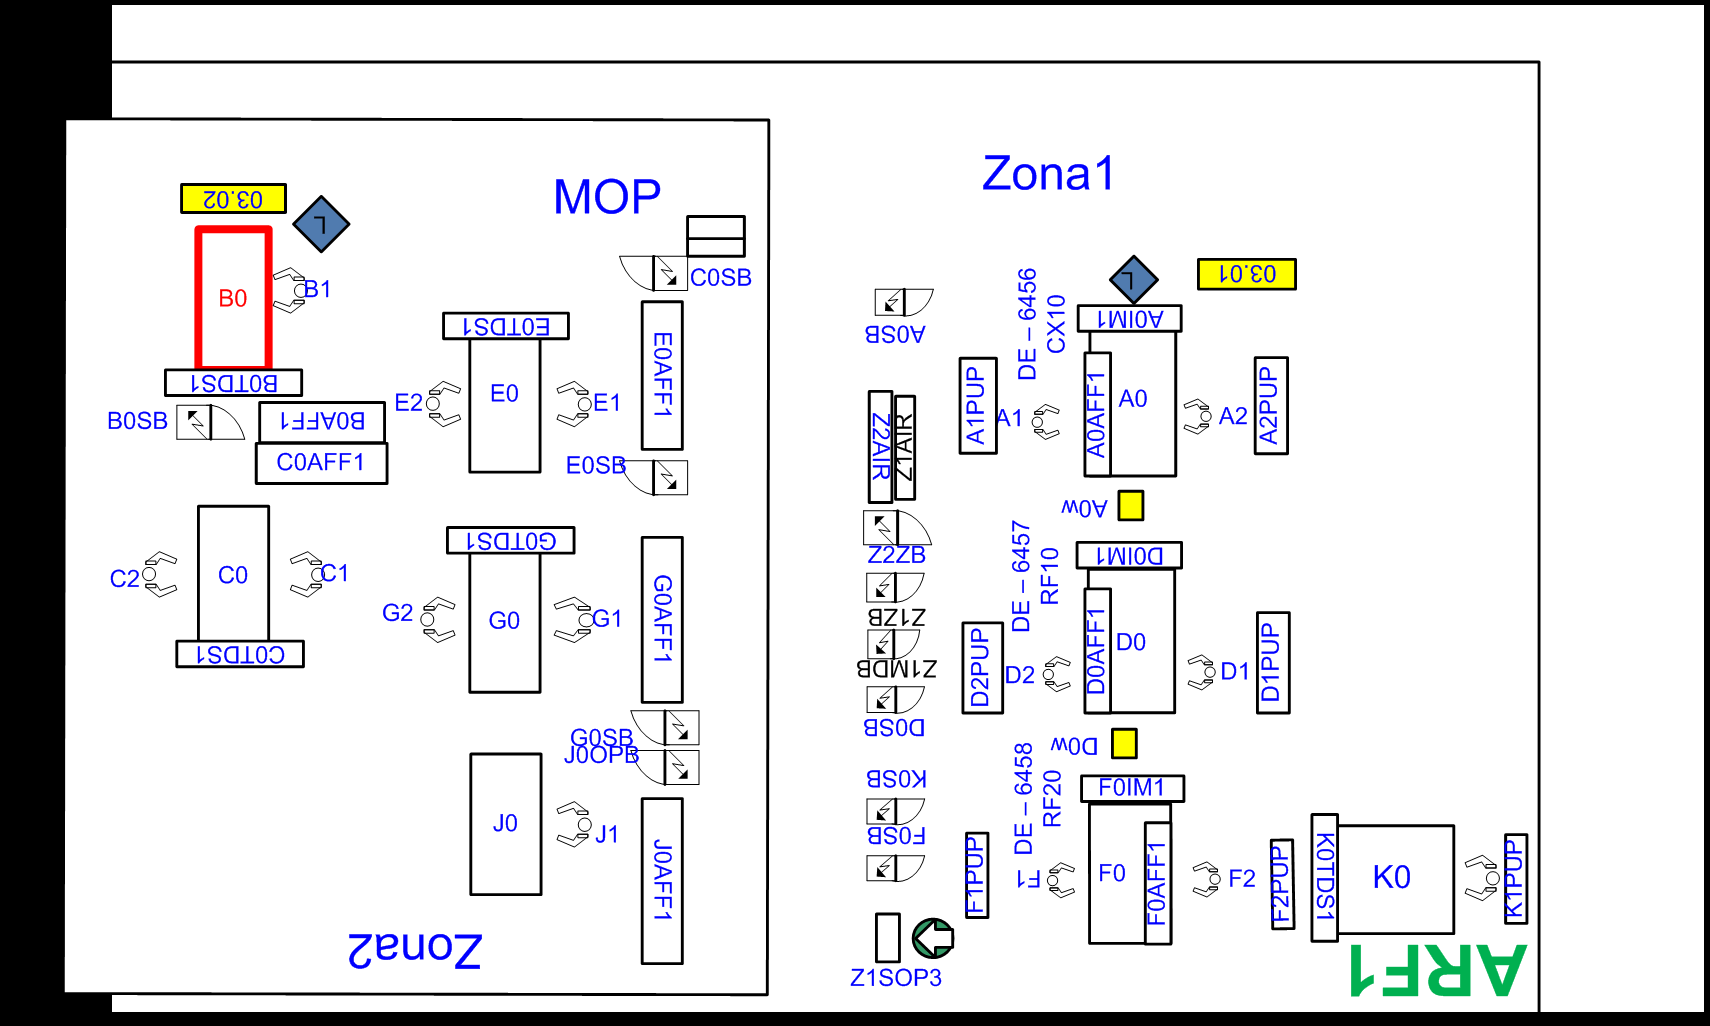 Zona1
MOP
03.02
L
B0
B1
B0TDS1
B0SB
B0AFF1
C0AFF1
C0SB
E0TDS1
E0AFF1
E2
E0
E1
E0SB
C2
C0
C1
C0TDS1
G0TDS1
G0AFF1
G2
G0
G1
G0SB
J0OPB
J0
J1
J0AFF1
Zona2
L
03.01
A0SB
DE – 6456
CX10
A0IM1
A1PUP
A1
A0AFF1
A0
A2
A2PUP
Z2AIR
Z1AIR
A0w
Z2ZB
Z1ZB
Z1MDB
D0SB
DE – 6457
RF10
D0IM1
D2PUP
D2
D0AFF1
D0
D1
D1PUP
D0w
K0SB
F0SB
DE – 6458
RF20
F0IM1
F1PUP
F1
F0
F0AFF1
F2
F2PUP
K0TDS1
K0
K1PUP
Z1SOP3
ARF1